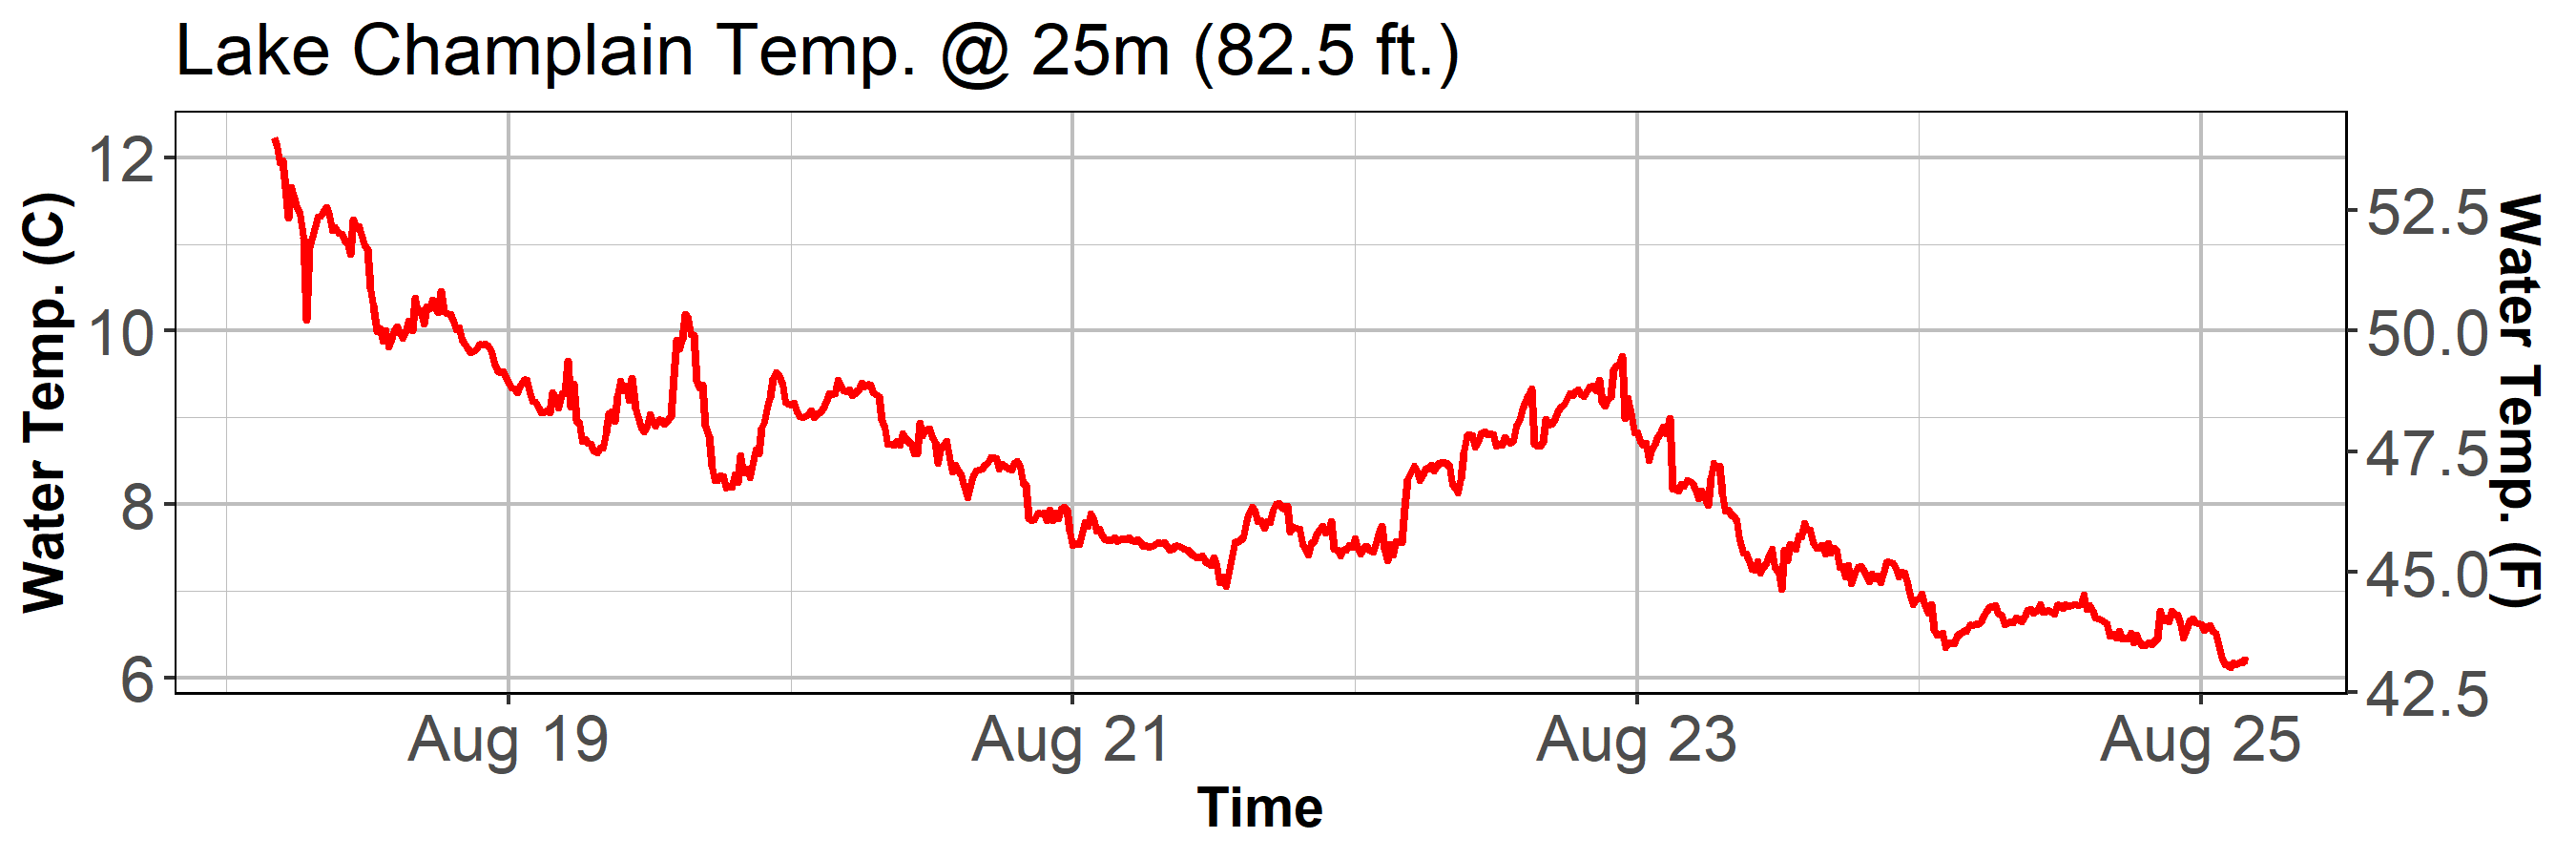 Lake Champlain Temp. @ 25m (82.5 ft.)
Water Temp. (C)
12
10
8
6
52.5
50.0
47.5
45.0
42.5
Water Temp. (F)
Aug 19 Aug 21 Aug 23 Aug 25
Time